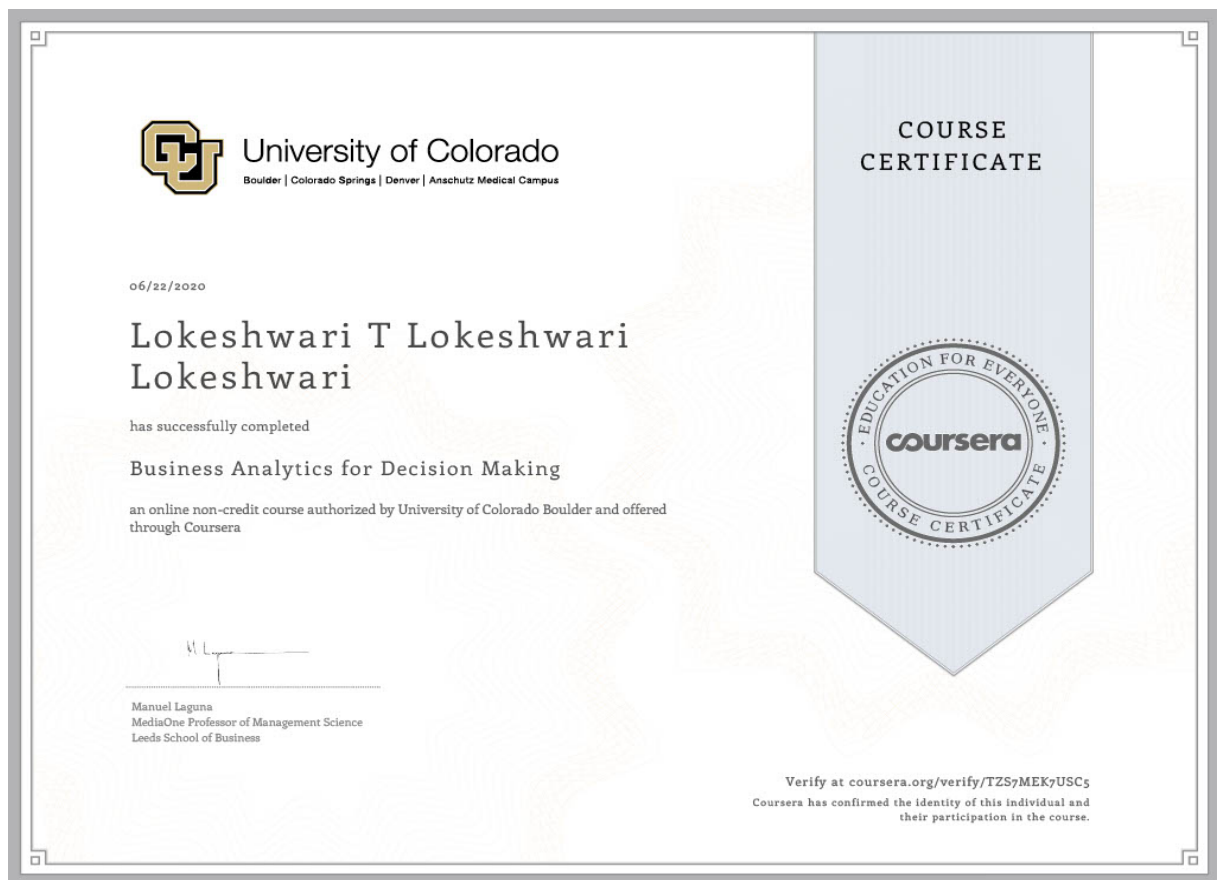 University of Colorado
Boulder | Colorado Springs | Denver | Anschutz Medical Campus
COURSE
CERTIFICATE
06/22/2020
Lokeshwari T Lokeshwari
Lokeshwari
has successfully completed
Business Analytics for Decision Making
an online non-credit course authorized by University of Colorado Boulder and offered
through Coursera
EDUCATION FOR EVERYONE
coursera
COURSE CERTIFICATE
M Laguna
Manuel Laguna
MediaOne Professor of Management Science
Leeds School of Business
Verify at coursera.org/verify/TZS7MEK7USC5
Coursera has confirmed the identity of this individual and
their participation in the course.